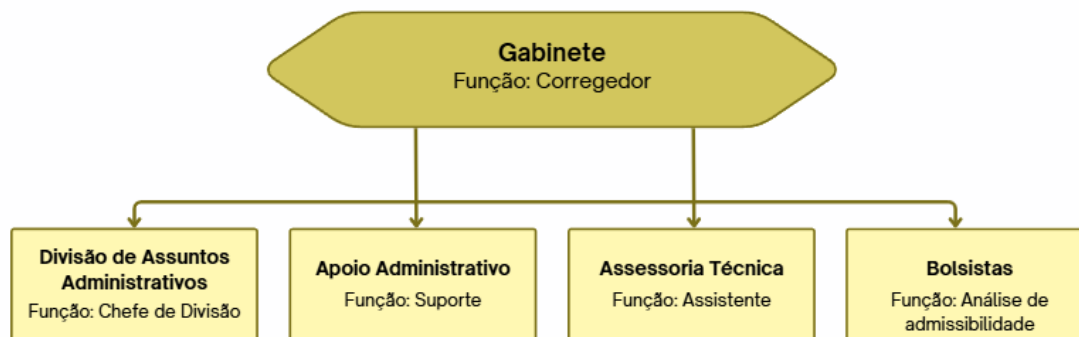 Gabinete
Função: Corregedor
Divisão de Assuntos
Administrativos
Função: Chefe de Divisão
Apoio Administrativo
Função: Suporte
Assessoria Técnica
Função: Assistente
Bolsistas
Função: Análise de
admissibilidade